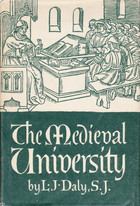 The Medieval
University
by L. J. Daly, S.J.